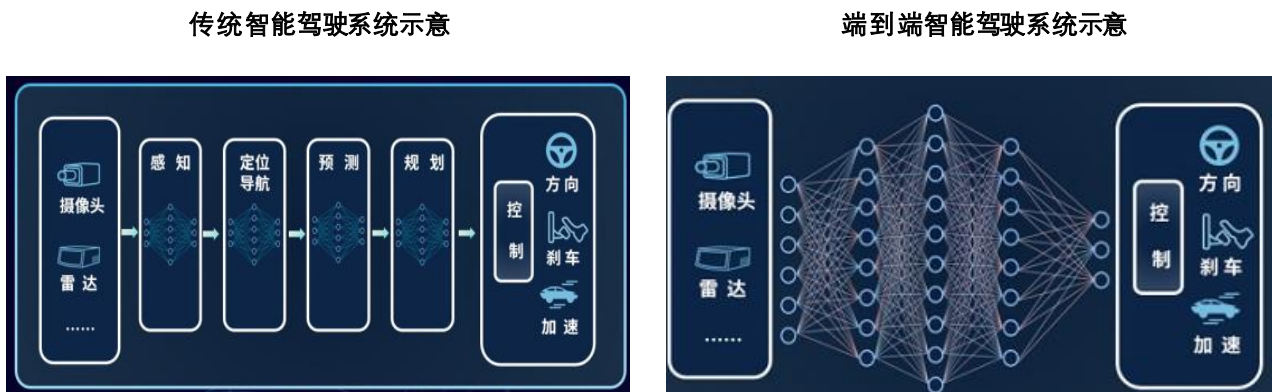 传统智能驾驶系统示意
端到端智能驾驶系统示意
摄像头
雷达
......
感知
定位
导航
预测
规划
控
制
方向
刹车
加速
摄像头
雷达
......
控
制
方向
刹车
加速